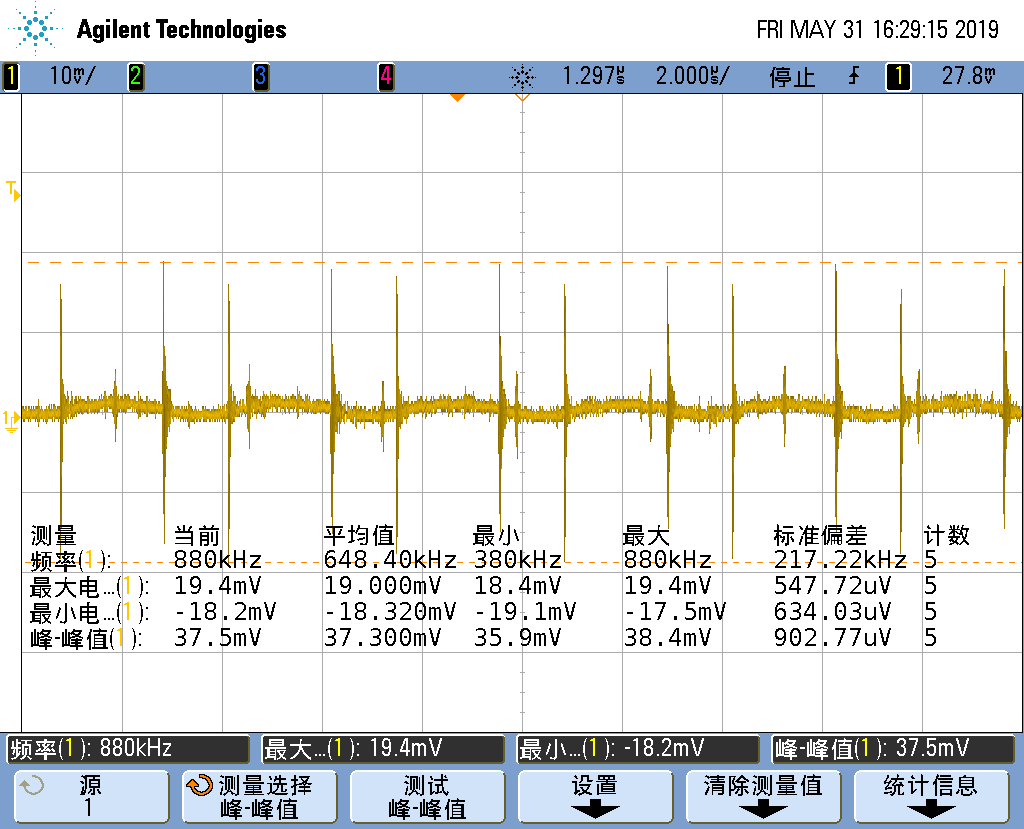 Agilent Technologies FRI MAY 31 16:29:15 2019
1 10mV/ 2 3 4 1.297us 2.000us/ 停止 1 27.8mV
T
1
测量 当前 平均值 最小 最大 标准偏差 计数
频率(1): 880kHz 648.40kHz 380kHz 880kHz 217.22kHz 5
最大电...(1): 19.4mV 19.000mV 18.4mV 19.4mV 547.72uV 5
最小电...(1): -18.2mV -18.320mV -19.1mV -17.5mV 634.03uV 5
峰-峰值(1): 37.5mV 37.300mV 35.9mV 38.4mV 902.77uV 5
频率(1): 880kHz 最大...(1): 19.4mV 最小...(1): -18.2mV 峰-峰值(1): 37.5mV
源 测量选择 测试 设置 清除测量值 统计信息
1 峰-峰值 峰-峰值